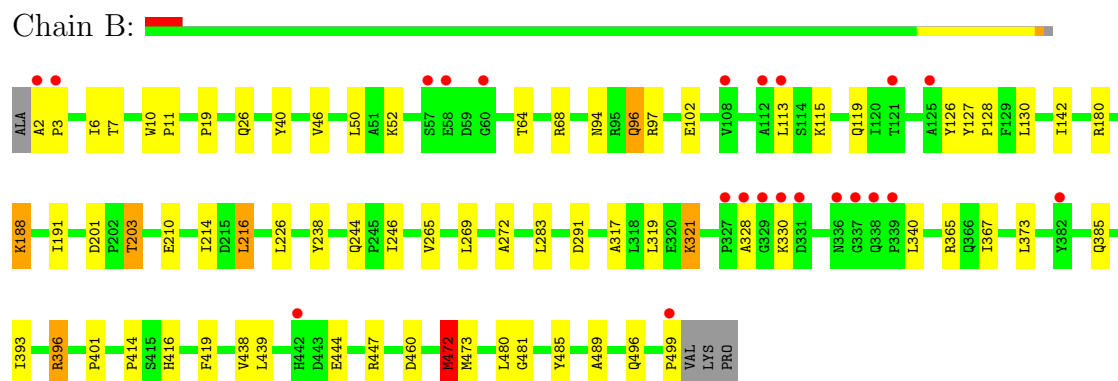 Chain B:
ALA A2 P3 I6 T7 W10 P11 P19 Q26 Y40 V46 L50 A51 K52 S57 E58 D59 G60 T64 R68 N94 R95 Q96 R97 E102 V108 A112 L113 S114 K115 Q119 I120 T121 A125 Y126 Y127 P128 F129 L130 I142 R180
K188 I191 D201 P202 T203 E210 I214 D215 L216 L226 Y238 Q244 P245 I246 V265 L269 A272 L283 D291 A317 L318 L319 E320 K321 P327 A328 G329 K330 D331 N336 G337 Q338 P339 L340 R365 Q366 I367 L373 Y382 Q385
I393 R396 P401 P414 S415 H416 F419 V438 L439 H442 D443 E444 R447 D460 M472 M473 L480 G481 Y485 A489 Q496 P499 VAL LYS PRO